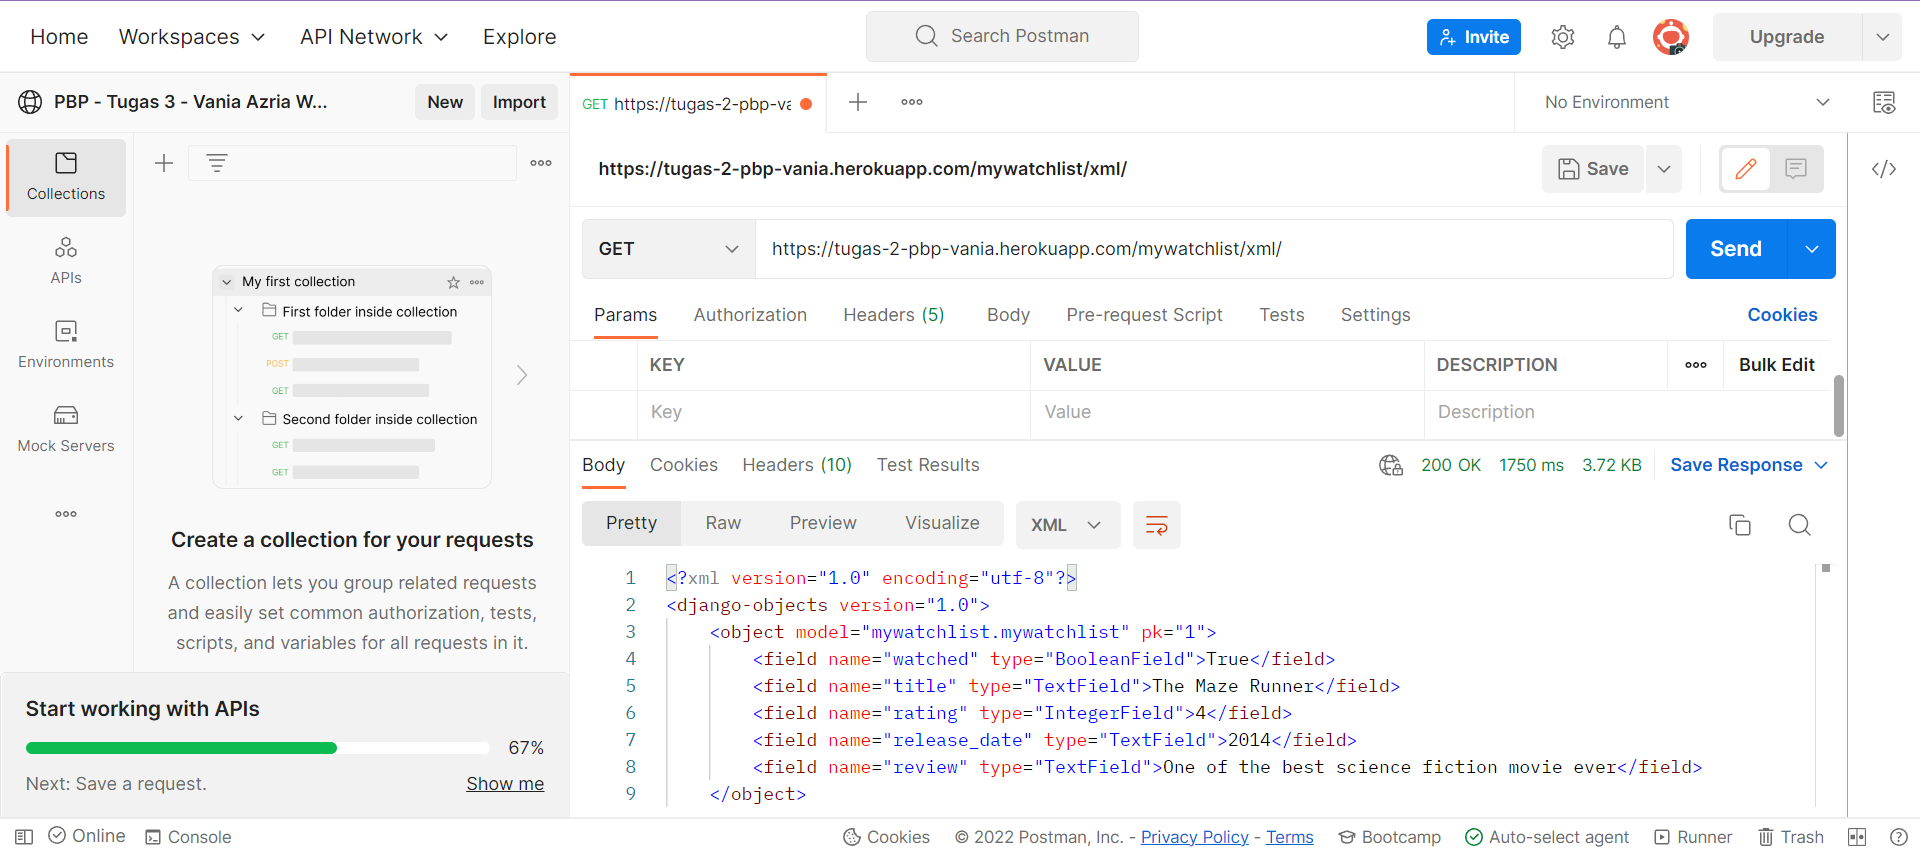 Home Workspaces API Network Explore Search Postman Invite Upgrade
PBP - Tugas 3 - Vania Azria W... New Import
GET https://tugas-2-pbp-va
No Environment
Collections
APIs
Environments
Mock Servers
My first collection
First folder inside collection
GET
POST
GET
Second folder inside collection
GET
GET
Create a collection for your requests
A collection lets you group related requests
and easily set common authorization, tests,
scripts, and variables for all requests in it.
Start working with APIs
67%
Next: Save a request. Show me
https://tugas-2-pbp-vania.herokuapp.com/mywatchlist/xml/ Save
GET https://tugas-2-pbp-vania.herokuapp.com/mywatchlist/xml/ Send
Params Authorization Headers (5) Body Pre-request Script Tests Settings Cookies
KEY VALUE DESCRIPTION Bulk Edit
Key Value Description
Body Cookies Headers (10) Test Results 200 OK 1750 ms 3.72 KB Save Response
Pretty Raw Preview Visualize XML
1 <?xml version="1.0" encoding="utf-8"?>
2 <django-objects version="1.0">
3 <object model="mywatchlist.mywatchlist" pk="1">
4 <field name="watched" type="BooleanField">True</field>
5 <field name="title" type="TextField">The Maze Runner</field>
6 <field name="rating" type="IntegerField">4</field>
7 <field name="release_date" type="TextField">2014</field>
8 <field name="review" type="TextField">One of the best science fiction movie ever</field>
9 </object>
Online Console Cookies © 2022 Postman, Inc. - Privacy Policy - Terms Bootcamp Auto-select agent Runner Trash